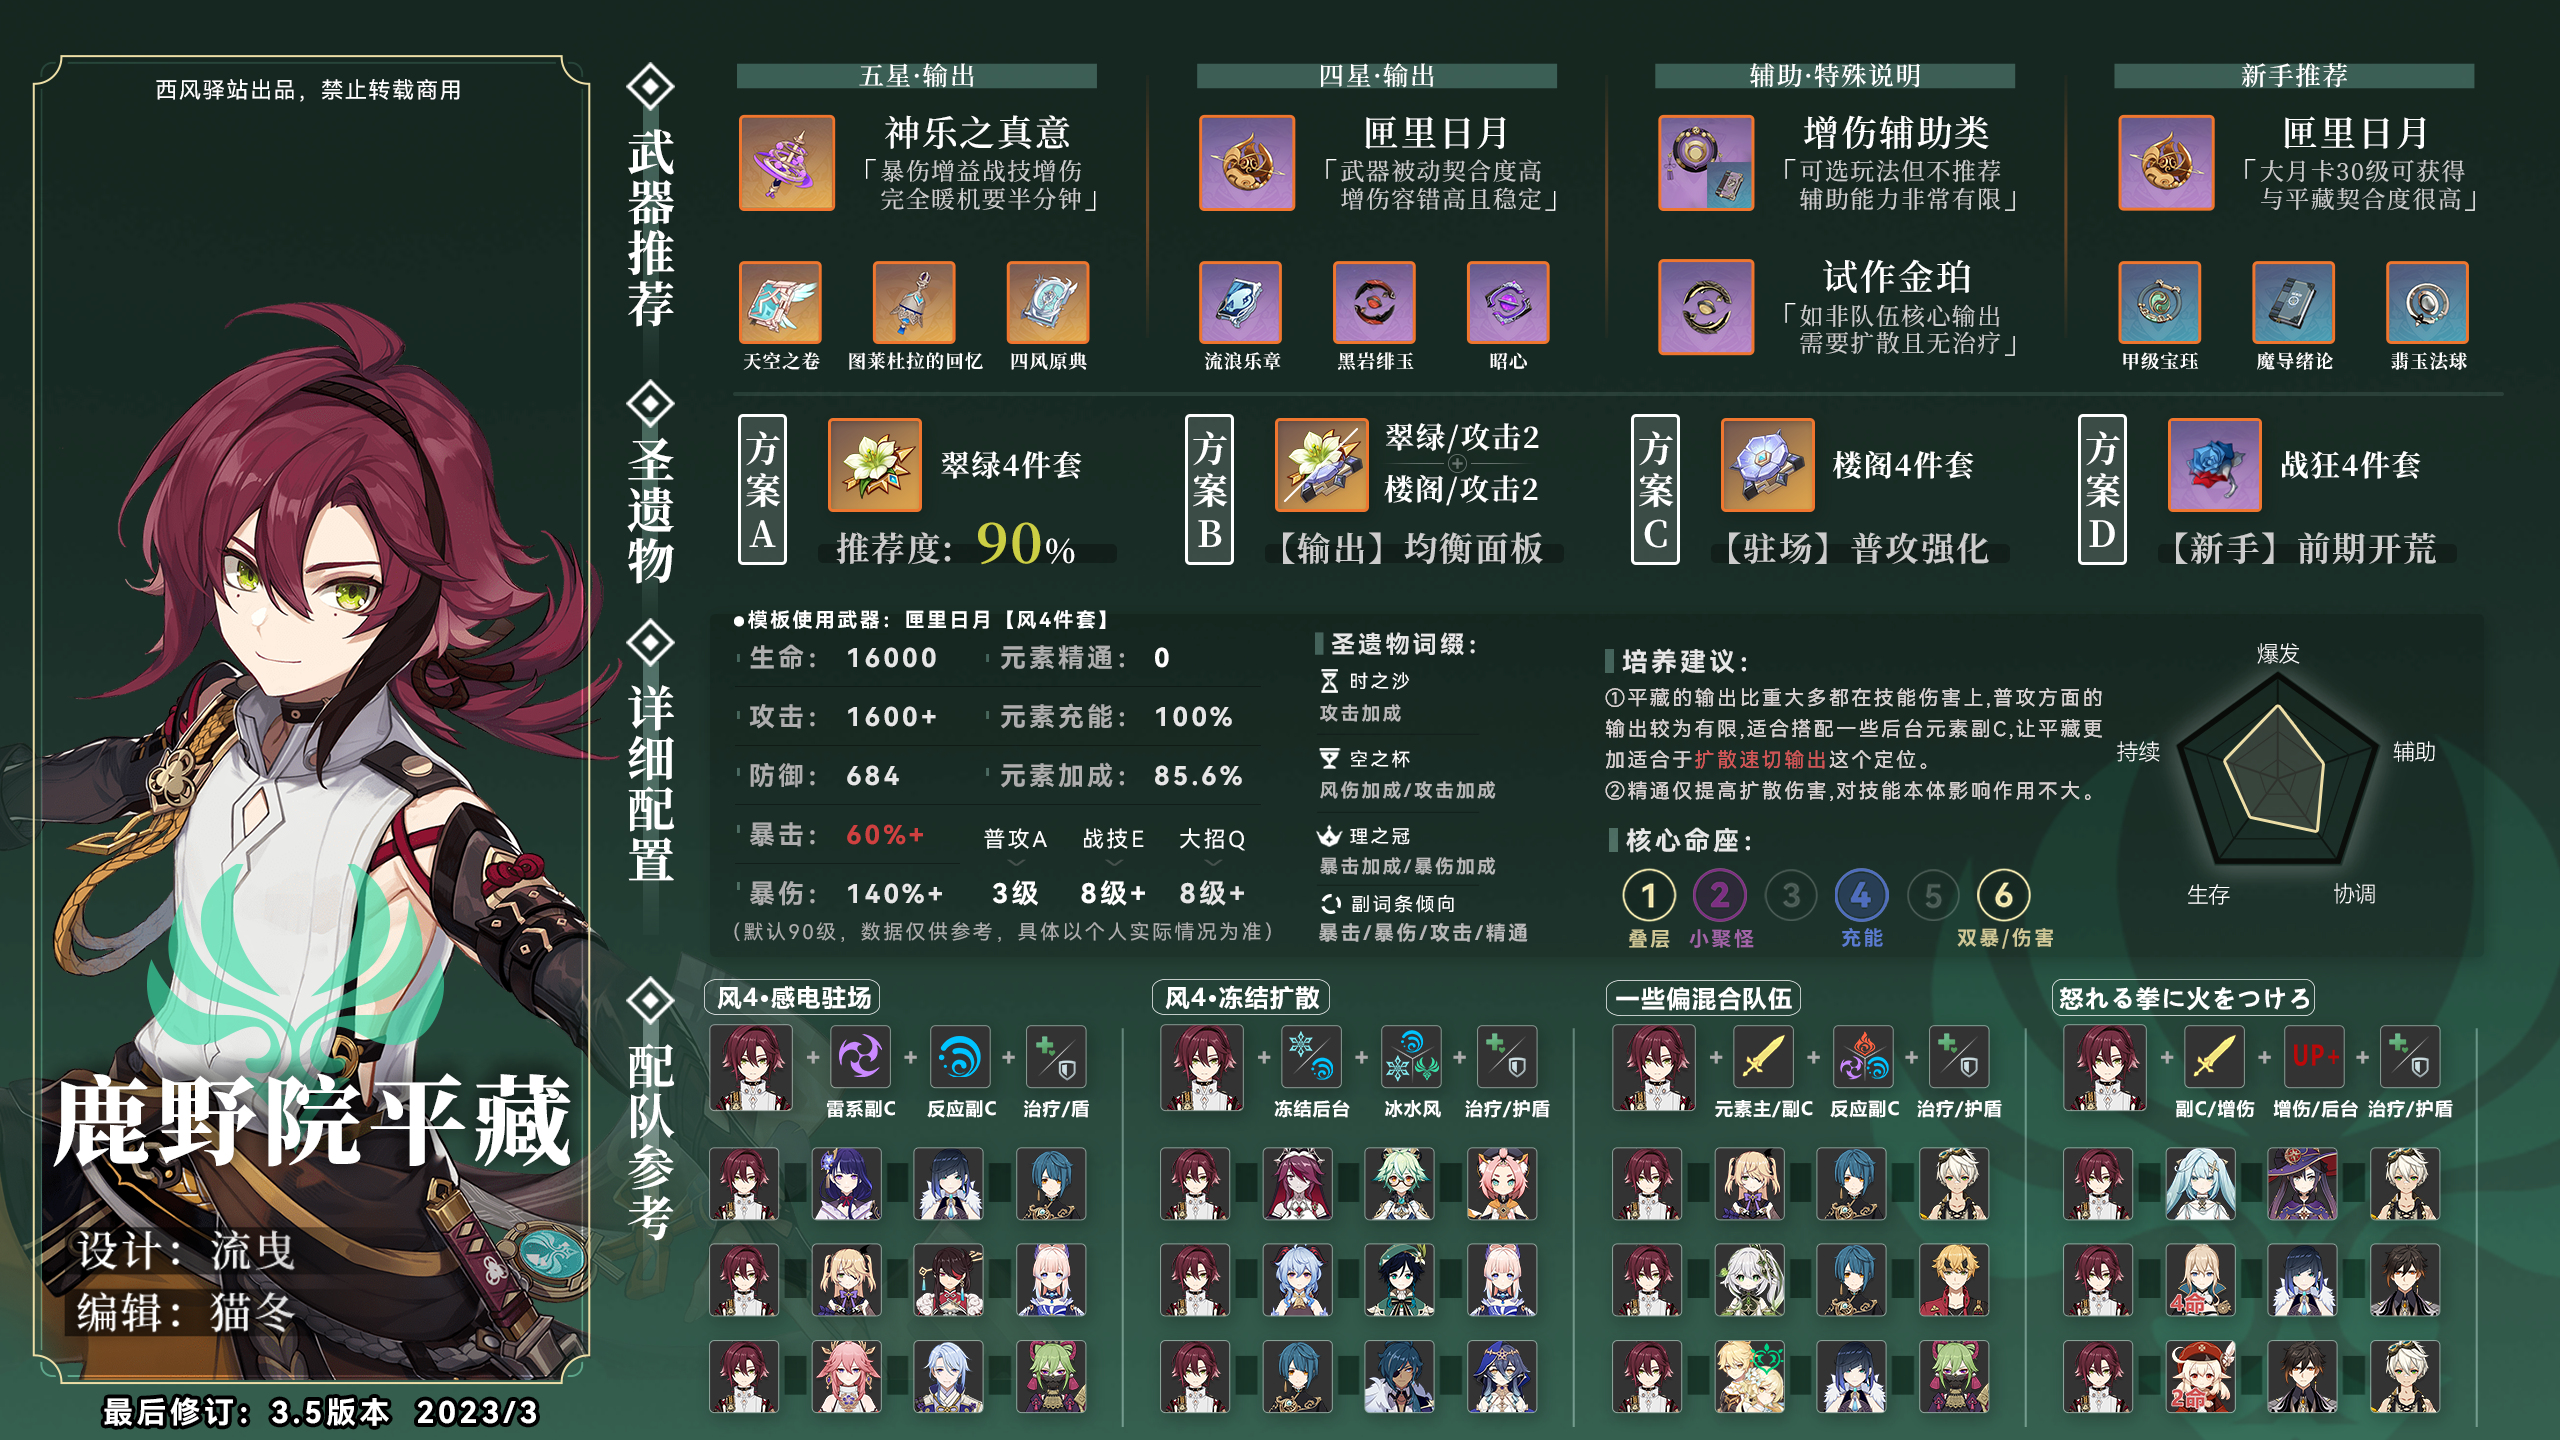 西风驿站出品，禁止转载商用
鹿野院平藏
设计：流曳
编辑：猫冬
最后修订：3.5版本 2023/3
武器推荐
五星·输出
神乐之真意
「暴伤增益战技增伤
完全暖机要半分钟」
天空之卷
图莱杜拉的回忆
四风原典
四星·输出
匣里日月
「武器被动契合度高
增伤容错高且稳定」
流浪乐章
黑岩绯玉
昭心
辅助·特殊说明
增伤辅助类
「可选玩法但不推荐
辅助能力非常有限」
试作金珀
「如非队伍核心输出
需要扩散且无治疗」
新手推荐
匣里日月
「大月卡30级可获得
与平藏契合度很高」
甲级宝珏
魔导绪论
翡玉法球
圣遗物
方案A
翠绿4件套
推荐度：90%
方案B
翠绿/攻击2
楼阁/攻击2
【输出】均衡面板
方案C
楼阁4件套
【驻场】普攻强化
方案D
战狂4件套
【新手】前期开荒
详细配置
●模板使用武器：匣里日月【风4件套】
生命：16000 元素精通：0
攻击：1600+ 元素充能：100%
防御：684 元素加成：85.6%
暴击：60%+ 普攻A 战技E 大招Q
暴伤：140%+ 3级 8级+ 8级+
（默认90级，数据仅供参考，具体以个人实际情况为准）
圣遗物词缀：
时之沙
攻击加成
空之杯
风伤加成/攻击加成
理之冠
暴击加成/暴伤加成
副词条倾向
暴击/暴伤/攻击/精通
培养建议：
①平藏的输出比重大多都在技能伤害上,普攻方面的
输出较为有限,适合搭配一些后台元素副C,让平藏更
加适合于扩散速切输出这个定位。
②精通仅提高扩散伤害,对技能本体影响作用不大。
核心命座：
1 2 3 4 5 6
叠层 小聚怪 充能 双暴/伤害
爆发
辅助
协调
生存
持续
配队参考
风4•感电驻场
雷系副C 反应副C 治疗/盾
风4•冻结扩散
冻结后台 冰水风 治疗/护盾
一些偏混合队伍
元素主/副C 反应副C 治疗/护盾
怒れる拳に火をつけろ
UP+
副C/增伤 增伤/后台 治疗/护盾
4命
2命